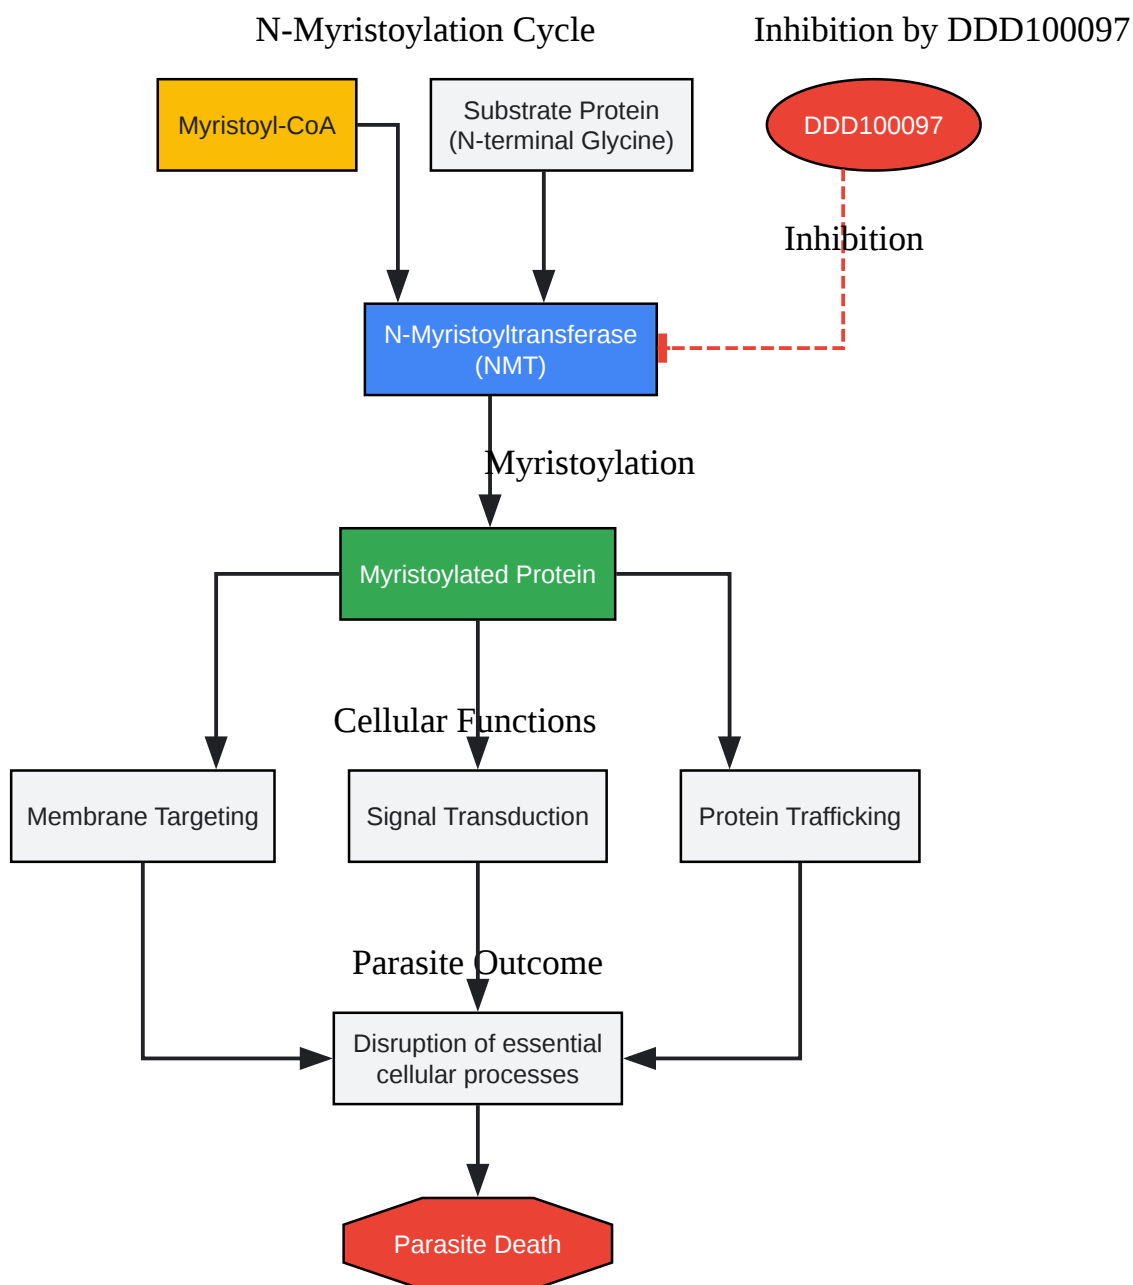 N-Myristoylation Cycle
Inhibition by DDD100097
Myristoyl-CoA
Substrate Protein
(N-terminal Glycine)
DDD100097
Inhibition
N-Myristoyltransferase
(NMT)
Myristoylation
Myristoylated Protein
Cellular Functions
Membrane Targeting
Signal Transduction
Protein Trafficking
Parasite Outcome
Disruption of essential
cellular processes
Parasite Death